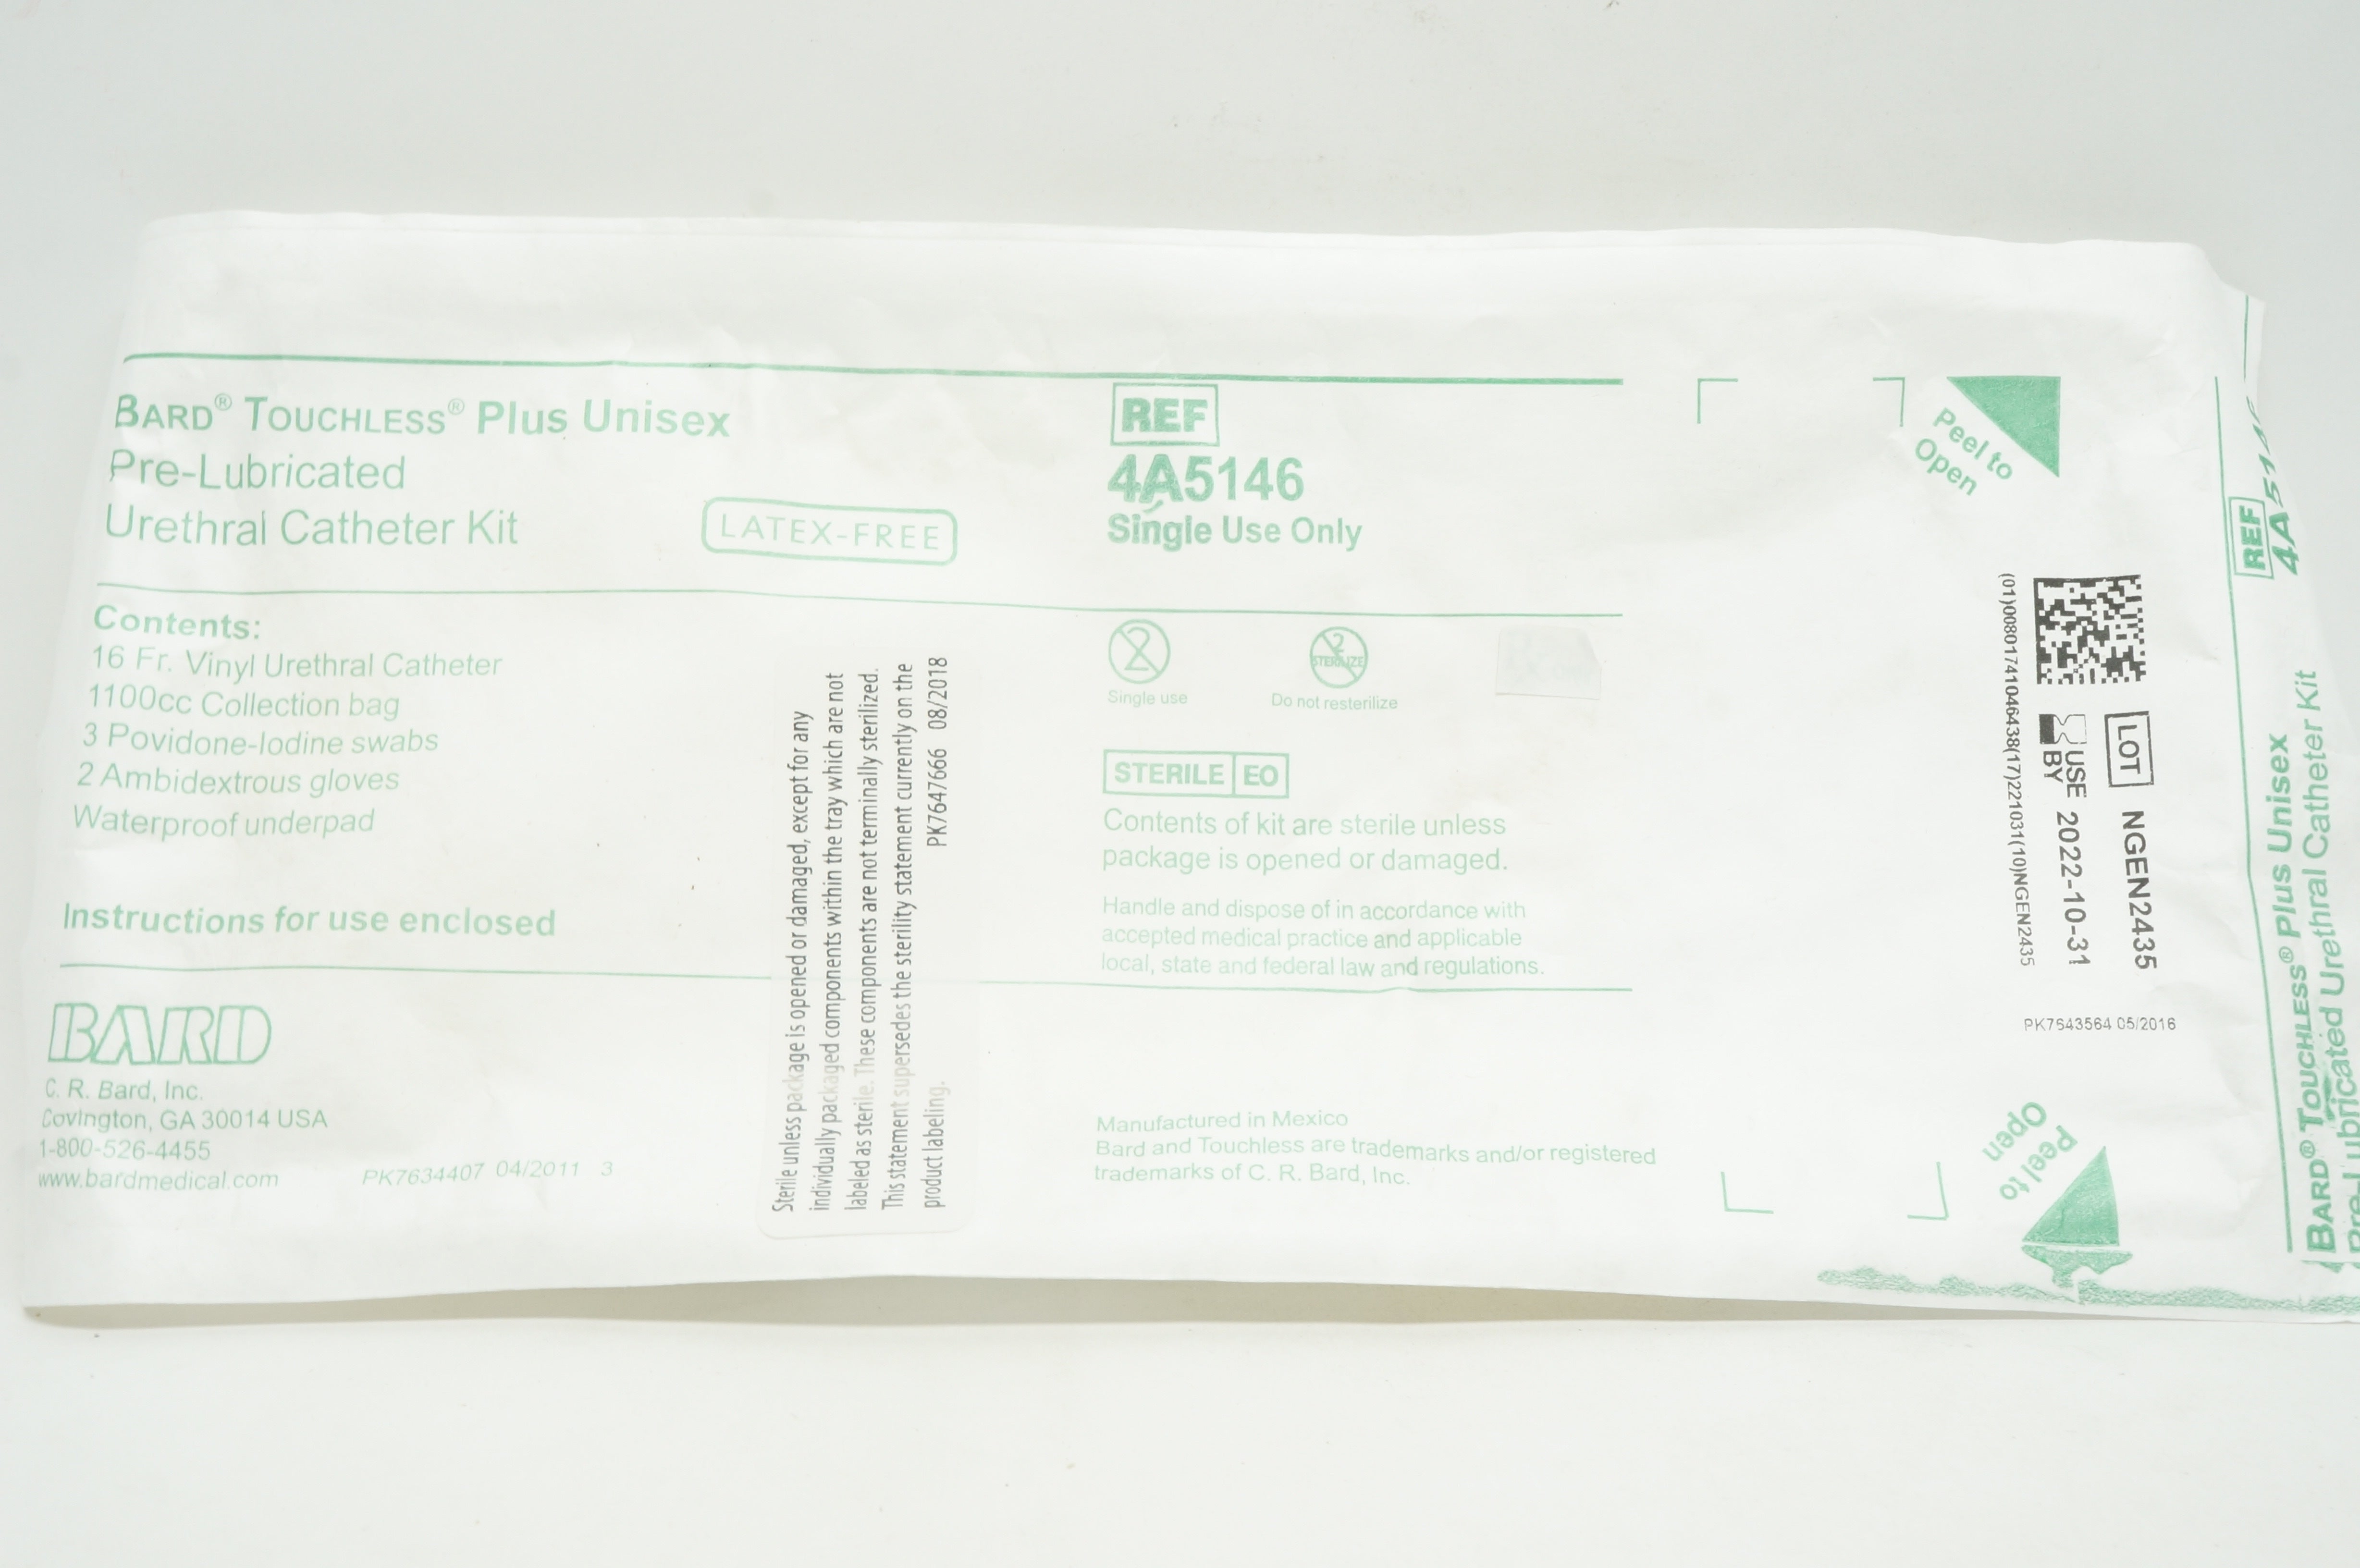 BARD® TOUCHLESS® Plus Unisex
Pre-Lubricated
Urethral Catheter Kit
LATEX-FREE
Contents:
16 Fr. Vinyl Urethral Catheter
1100cc Collection bag
3 Povidone-Iodine swabs
2 Ambidextrous gloves
Waterproof underpad
Instructions for use enclosed
BARD
C. R. Bard, Inc.
Covington, GA 30014 USA
1-800-526-4455
www.bardmedical.com
PK7634407 04/2011 3
Sterile unless package is opened or damaged, except for any
individually packaged components within the tray which are not
labeled as sterile. These components are not terminally sterilized.
This statement supersedes the sterility statement currently on the
product labeling. PK7647666 08/2018
REF
4A5146
Single Use Only
2
Single use
2
STERILIZE
Do not resterilize
STERILE EO
Contents of kit are sterile unless
package is opened or damaged.
Handle and dispose of in accordance with
accepted medical practice and applicable
local, state and federal law and regulations.
Manufactured in Mexico
Bard and Touchless are trademarks and/or registered
trademarks of C. R. Bard, Inc.
Peel to
Open
LOT NGEN2435
USE
BY 2022-10-31
(01)00801741046438(17)221031(10)NGEN2435
PK7643564 05/2016
Peel to
Open
REF
4A5146
BARD® TOUCHLESS® Plus Unisex
Pre-Lubricated Urethral Catheter Kit